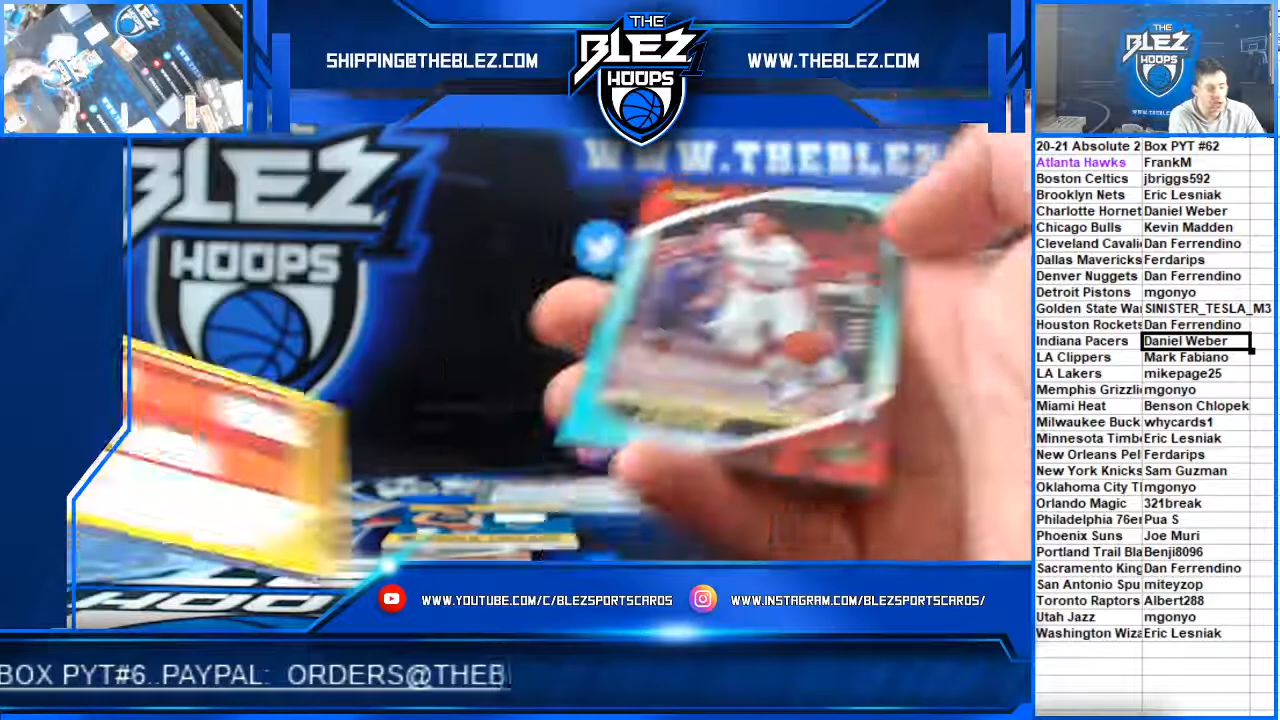 SHIPPING@THEBLEZ.COM
THE
BLEZ
HOOPS
WWW.THEBLEZ.COM
BLEZ
HOOPS
WWW.THEBLEZ
THE
BLEZ
HOOPS
20-21 Absolute 2 Box PYT #62
Atlanta Hawks FrankM
Boston Celtics jbriggs592
Brooklyn Nets Eric Lesniak
Charlotte Hornet Daniel Weber
Chicago Bulls Kevin Madden
Cleveland Cavali Dan Ferrendino
Dallas Mavericks Ferdarips
Denver Nuggets Dan Ferrendino
Detroit Pistons mgonyo
Golden State Wa SINISTER_TESLA_M3
Houston Rockets Dan Ferrendino
Indiana Pacers Daniel Weber
LA Clippers Mark Fabiano
LA Lakers mikepage25
Memphis Grizzli mgonyo
Miami Heat Benson Chlopek
Milwaukee Buck whycards1
Minnesota Timb Eric Lesniak
New Orleans Pel Ferdarips
New York Knicks Sam Guzman
Oklahoma City T mgonyo
Orlando Magic 321break
Philadelphia 76e Pua S
Phoenix Suns Joe Muri
Portland Trail Bla Benji8096
Sacramento King Dan Ferrendino
San Antonio Spu miteyzop
Toronto Raptors Albert288
Utah Jazz mgonyo
Washington Wiza Eric Lesniak
WWW.YOUTUBE.COM/C/BLEZSPORTSCARDS
WWW.INSTAGRAM.COM/BLEZSPORTSCARDS/
BOX PYT#6..PAYPAL: ORDERS@THEB